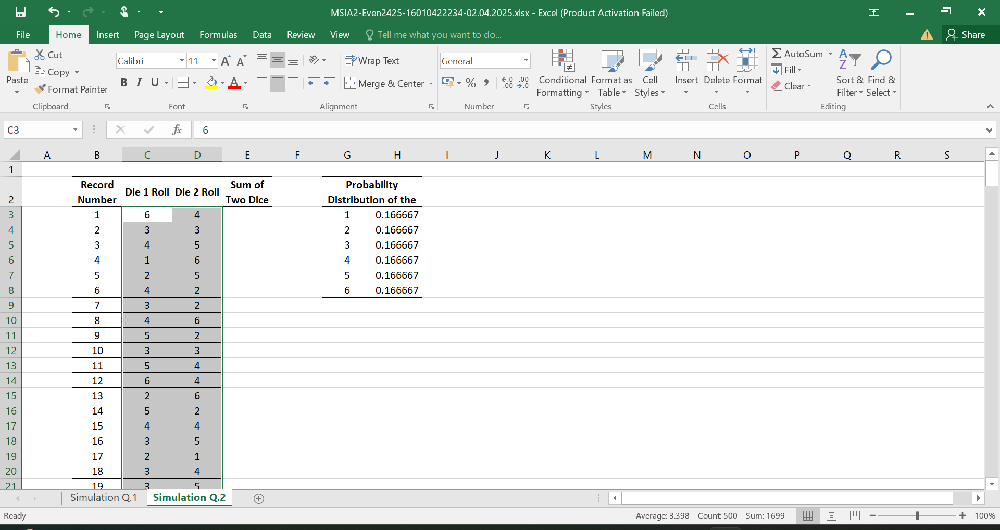 MSIA2-Even2425-16010422234-02.04.2025.xlsx - Excel (Product Activation Failed)
File Home Insert Page Layout Formulas Data Review View Tell me what you want to do... Share
Paste Cut Copy Format Painter Clipboard
Calibri 11 A A B I U A Font
Wrap Text Merge & Center Alignment
General % , .0 .00 .00 .0 Number
Conditional Formatting Format as Table Cell Styles Styles
Insert Delete Format Cells
AutoSum Fill Clear Sort & Filter Find & Select Editing
C3 fx 6
A B C D E F G H I J K L M N O P Q R S
1
2 Record Number Die 1 Roll Die 2 Roll Sum of Two Dice Probability Distribution of the
3 1 6 4 1 0.166667
4 2 3 3 2 0.166667
5 3 4 5 3 0.166667
6 4 1 6 4 0.166667
7 5 2 5 5 0.166667
8 6 4 2 6 0.166667
9 7 3 2
10 8 4 6
11 9 5 2
12 10 3 3
13 11 5 4
14 12 6 4
15 13 2 6
16 14 5 2
17 15 4 4
18 16 3 5
19 17 2 1
20 18 3 4
21 19 3 5
Simulation Q.1 Simulation Q.2
Ready Average: 3.398 Count: 500 Sum: 1699 100%